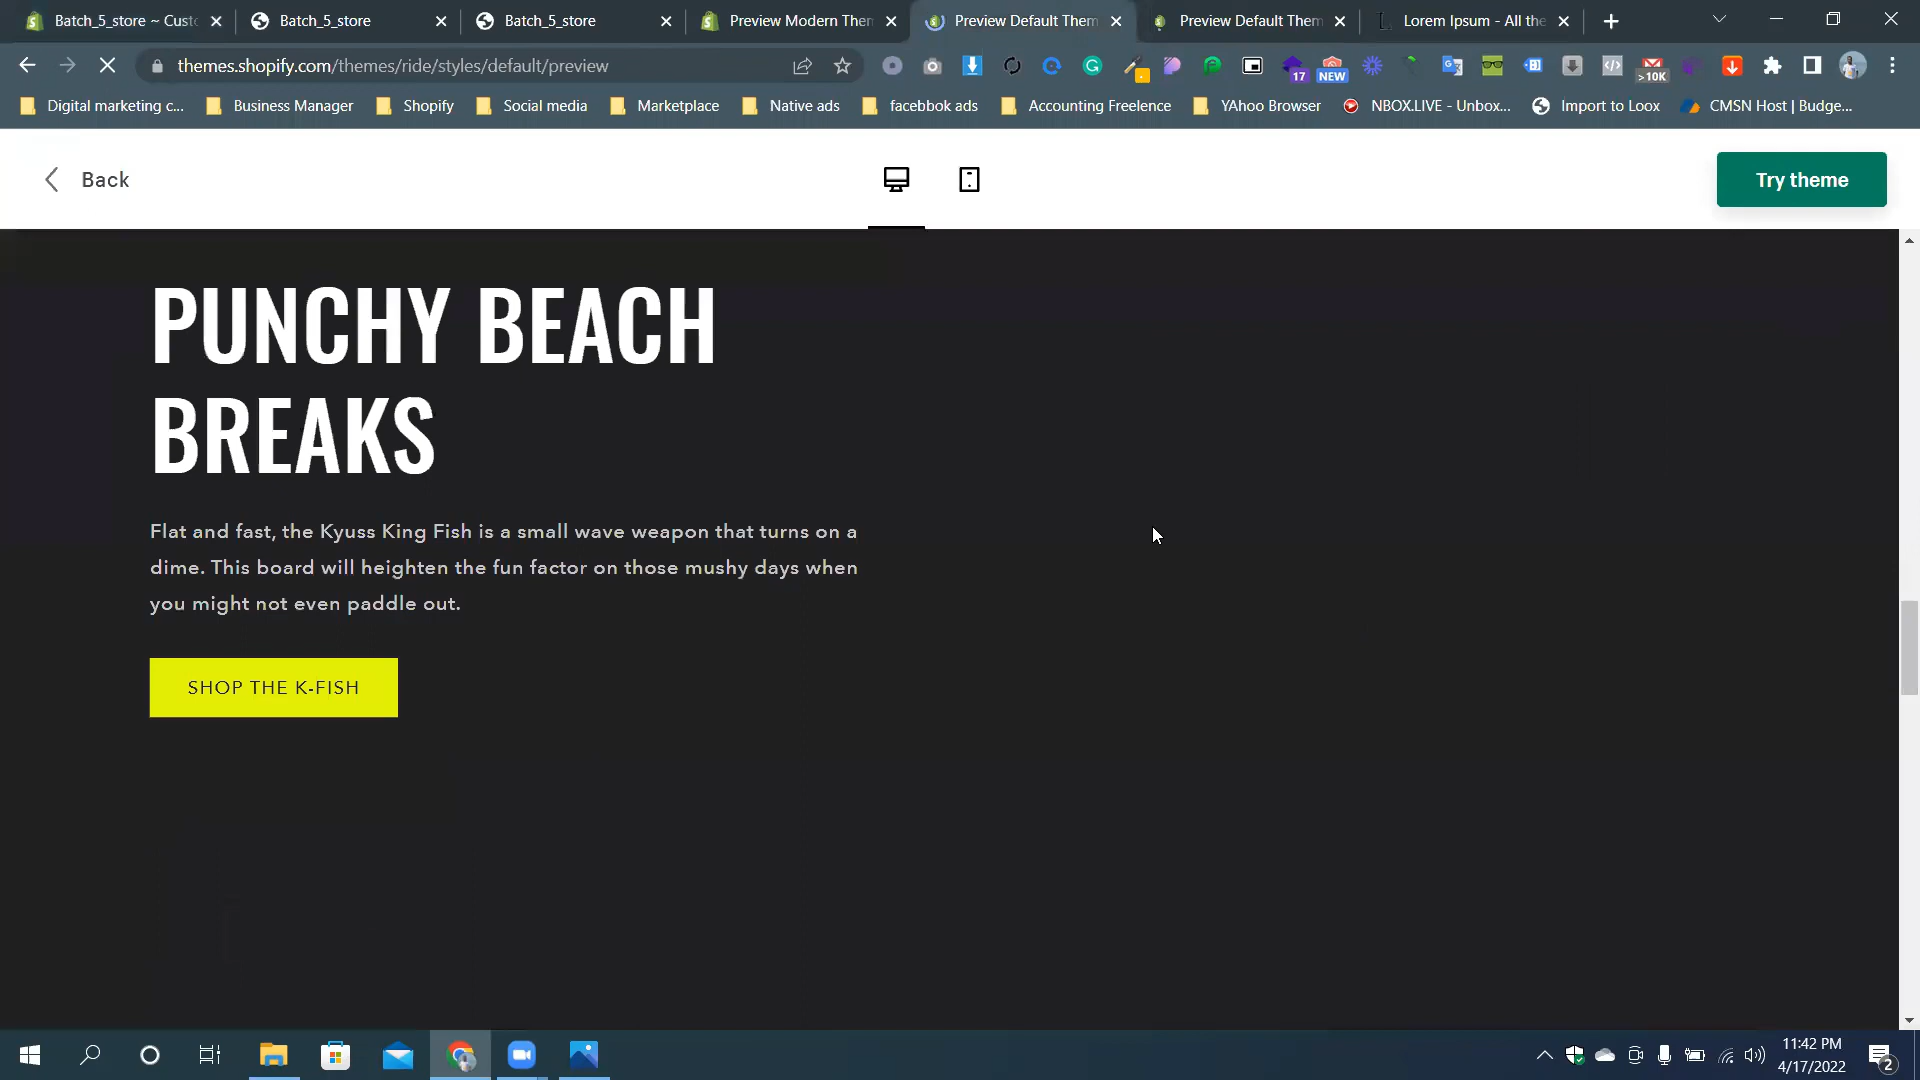 Batch_5_store ~ Cust
Batch_5_store
Batch_5_store
Preview Modern Them
Preview Default Them
Preview Default Them
Lorem Ipsum - All the
themes.shopify.com/themes/ride/styles/default/preview
17
NEW
>10K
Digital marketing c...
Business Manager
Shopify
Social media
Marketplace
Native ads
facebbok ads
Accounting Freelence
YAhoo Browser
NBOX.LIVE - Unbox...
Import to Loox
CMSN Host | Budge...
Back
Try theme
PUNCHY BEACH
BREAKS
Flat and fast, the Kyuss King Fish is a small wave weapon that turns on a
dime. This board will heighten the fun factor on those mushy days when
you might not even paddle out.
SHOP THE K-FISH
11:42 PM
4/17/2022
2